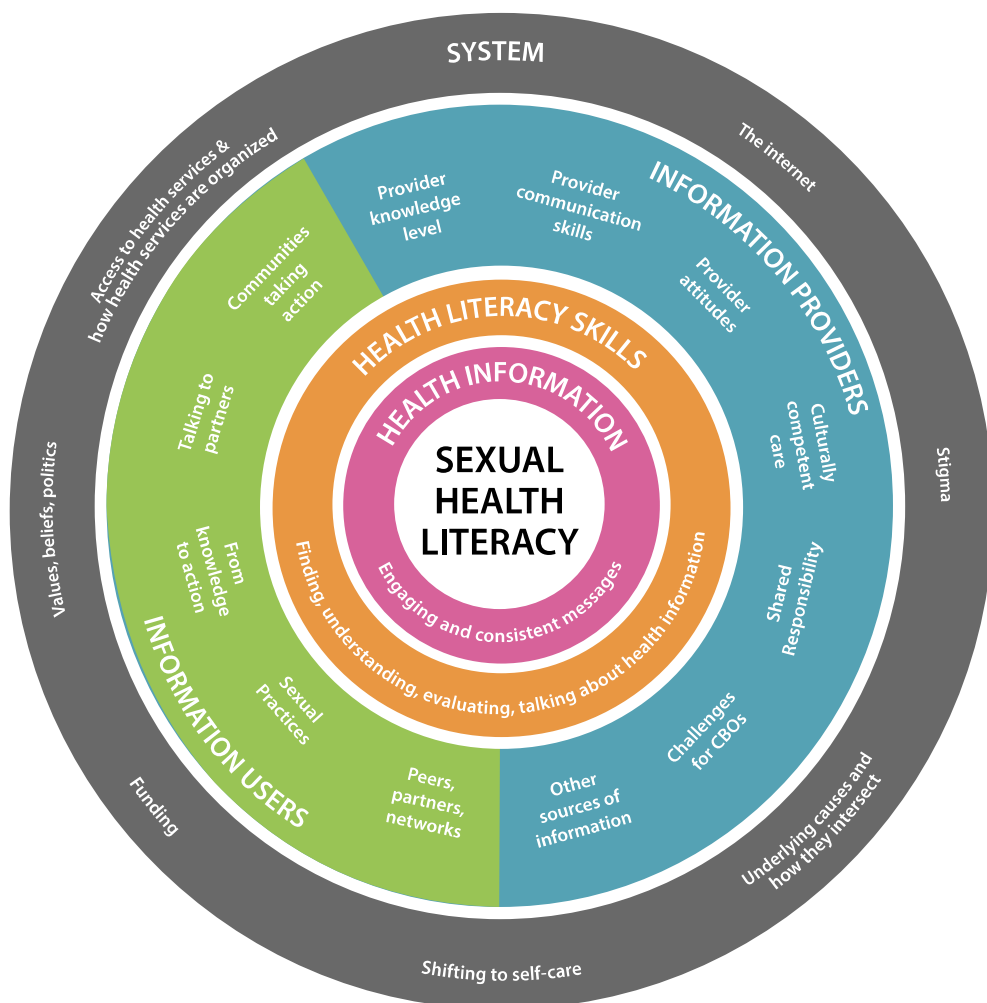 SYSTEM
The internet
Stigma
Underlying causes and
how they intersect
Shifting to self-care
Funding
Values, beliefs, politics
Access to health services &
how health services are organized
INFORMATION PROVIDERS
Provider
knowledge
level
Provider
communication
skills
Provider
attitudes
Culturally
competent
care
Shared
Responsibility
Challenges
for CBOs
Other
sources of
information
INFORMATION USERS
Peers,
partners,
networks
Sexual
Practices
From
knowledge
to action
Talking to
partners
Communities
taking
action
HEALTH LITERACY SKILLS
Finding, understanding, evaluating, talking about health information
HEALTH INFORMATION
Engaging and consistent messages
SEXUAL
HEALTH
LITERACY